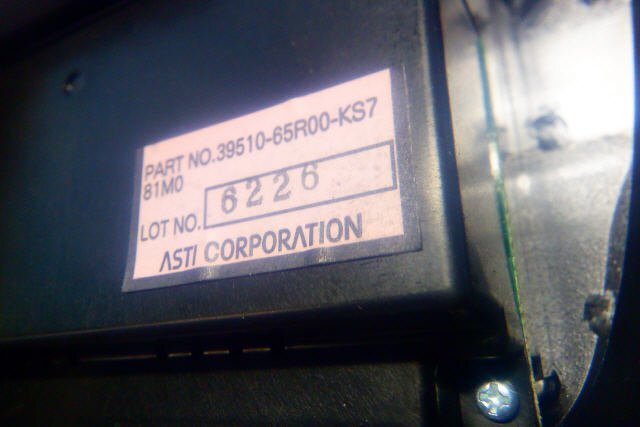 PART NO.39510-65R00-KS7
81M0
LOT NO. 6226
ASTI CORPORATION